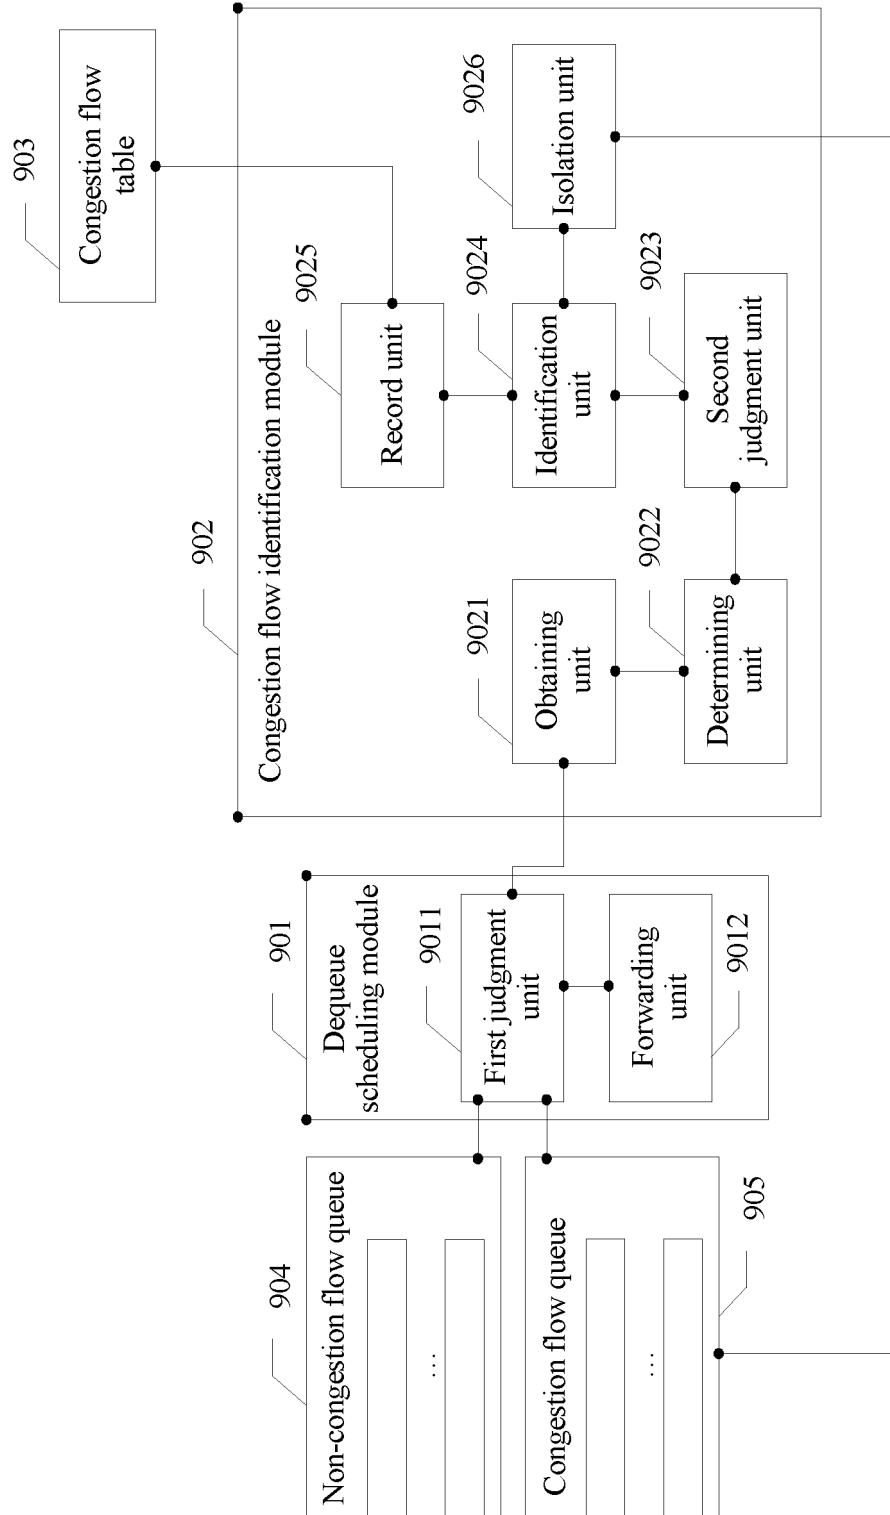 903
Congestion flow
table
902
Congestion flow identification module
9025
Record unit
9024
Identification
unit
9026
Isolation unit
9023
Second
judgment unit
9021
Obtaining
unit
9022
Determining
unit
901
Dequeue
scheduling module
9011
First judgment
unit
Forwarding
unit
9012
904
Non-congestion flow queue
...
Congestion flow queue
...
905